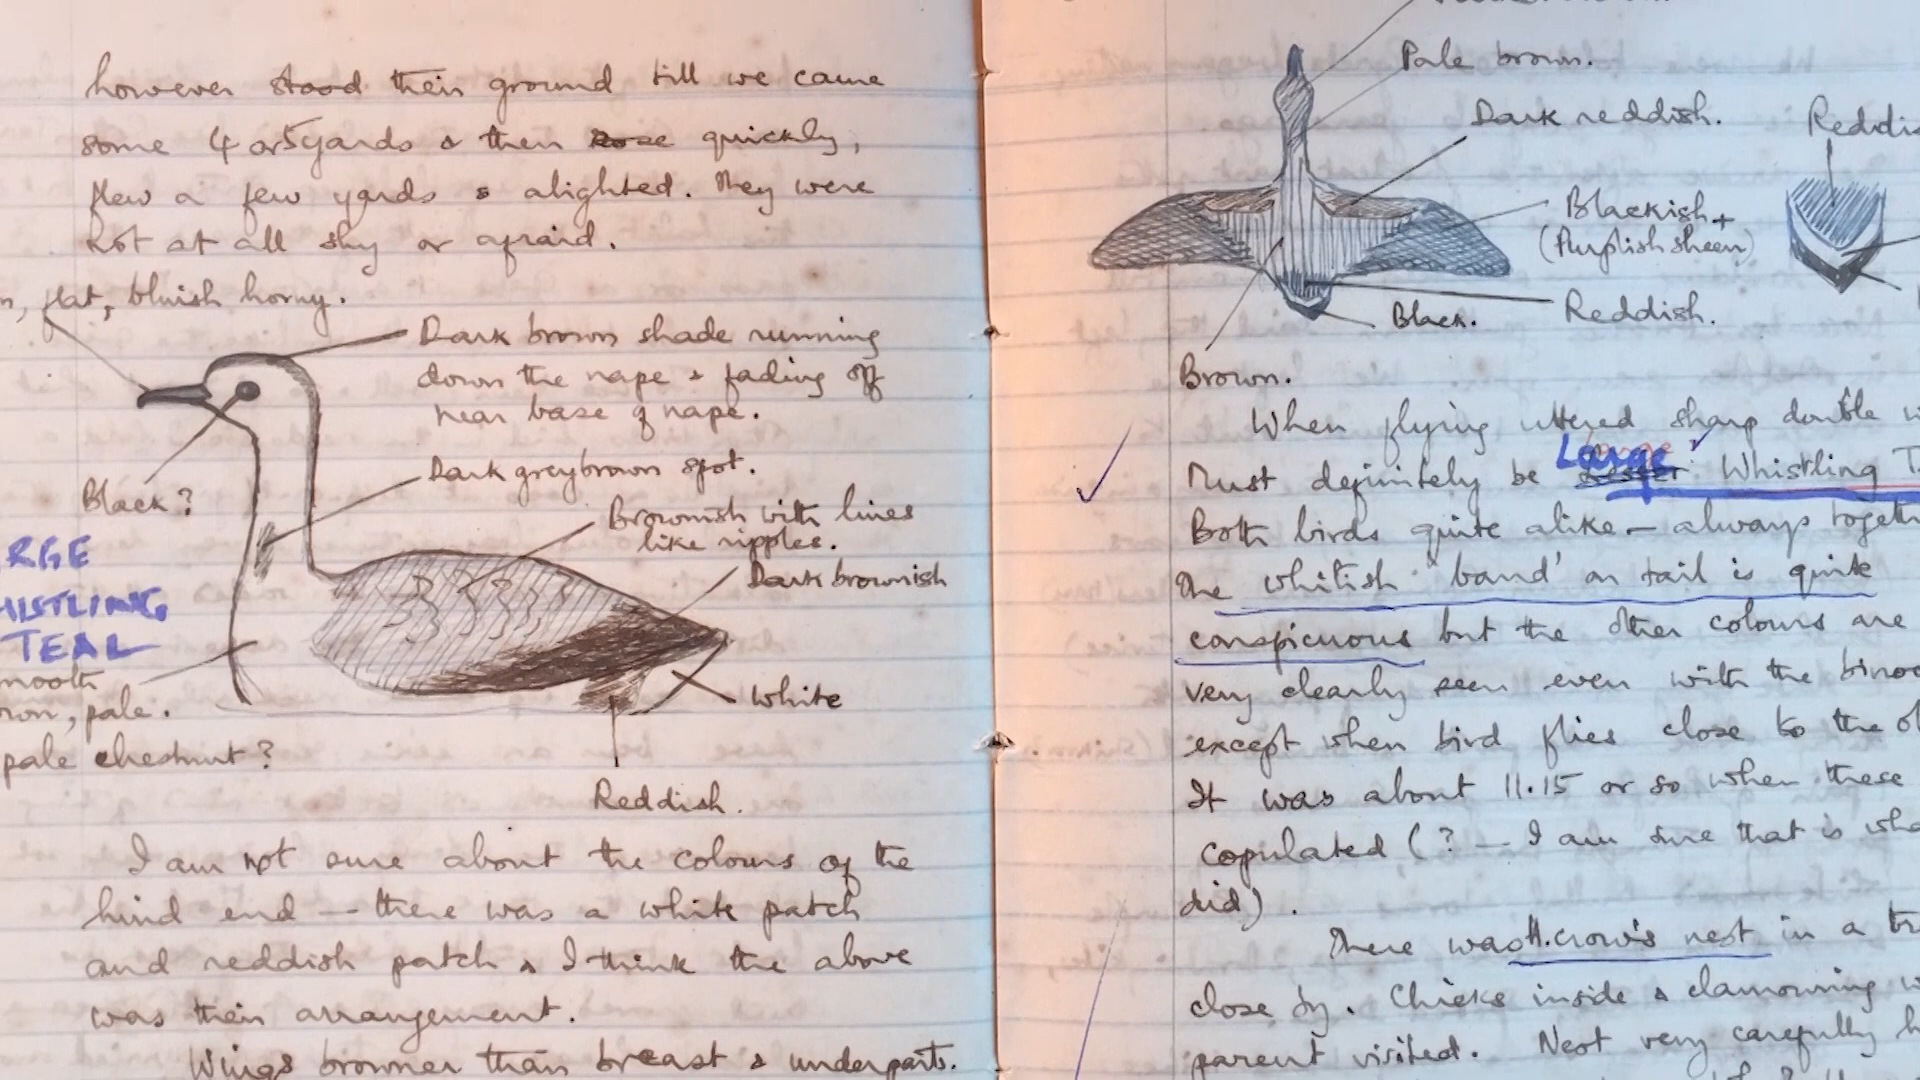 however stood their ground till we came
some 4 or 5 yards & then rose quickly,
flew a few yards & alighted. They were
not at all shy or afraid.
flat, bluish horny.
Dark brown shade running
down the nape & fading off
near base of nape.
Black?
Dark greybrown spot.
Brownish with lines
like ripples.
Dark brownish
RGE
TEAL
own, pale.
pale chestnut?
White
Reddish.
I am not sure about the colours of the
hind end — there was a white patch
and reddish patch & I think the above
was their arrangement.
Wings browner than breast & underparts.
Pale brown.
Dark reddish.
Blackish +
(Purplish sheen)
Reddish.
Black.
Brown.
When flying uttered sharp double
Must definitely be Large Lesser Whistling
Both birds quite alike — always
The whitish 'band' on tail is quite
conspicuous but the other colours are
very clearly seen even with the
except when bird flies close to the
It was about 11.15 or so when these
copulated (? — I am sure that is
did).
There was H. crow's nest in a
close by. Chicks inside & clamouring
parent visited. Nest very carefully